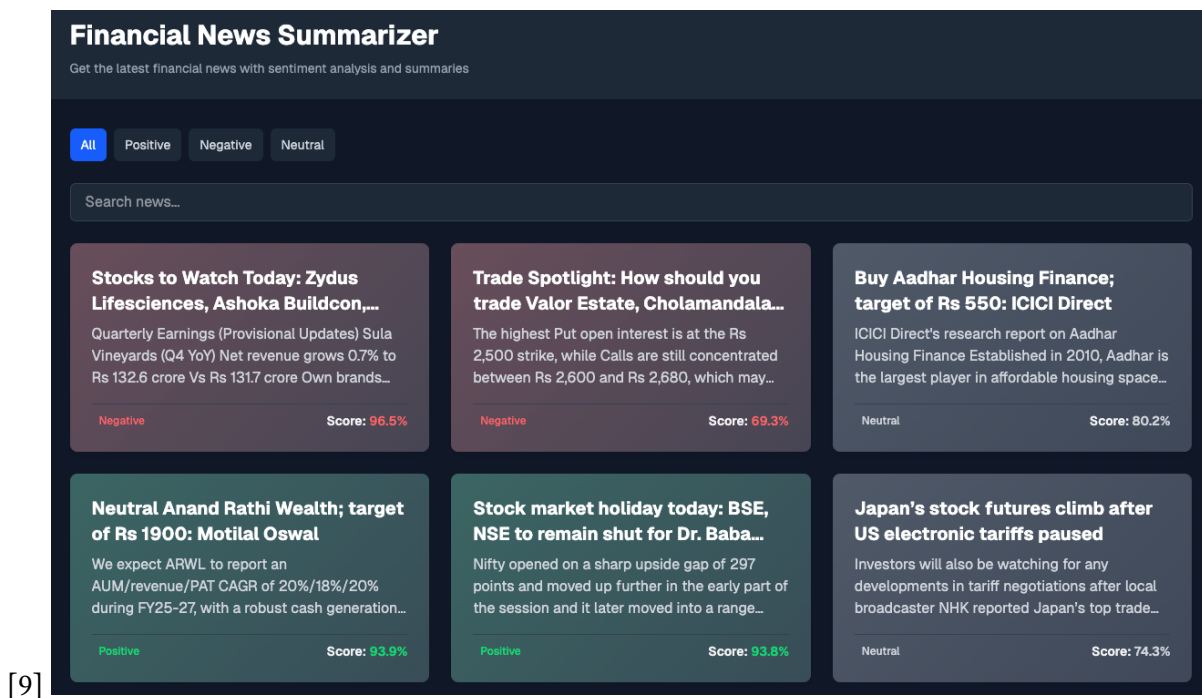 Financial News Summarizer
Get the latest financial news with sentiment analysis and summaries
All
Positive
Negative
Neutral
Search news...
Stocks to Watch Today: Zydus
Lifesciences, Ashoka Buildcon,...
Quarterly Earnings (Provisional Updates) Sula
Vineyards (Q4 YoY) Net revenue grows 0.7% to
Rs 132.6 crore Vs Rs 131.7 crore Own brands...
Negative
Score: 96.5%
Trade Spotlight: How should you
trade Valor Estate, Cholamandala...
The highest Put open interest is at the Rs
2,500 strike, while Calls are still concentrated
between Rs 2,600 and Rs 2,680, which may...
Negative
Score: 69.3%
Buy Aadhar Housing Finance;
target of Rs 550: ICICI Direct
ICICI Direct's research report on Aadhar
Housing Finance Established in 2010, Aadhar is
the largest player in affordable housing space...
Neutral
Score: 80.2%
Neutral Anand Rathi Wealth; target
of Rs 1900: Motilal Oswal
We expect ARWL to report an
AUM/revenue/PAT CAGR of 20%/18%/20%
during FY25-27, with a robust cash generation...
Positive
Score: 93.9%
Stock market holiday today: BSE,
NSE to remain shut for Dr. Baba...
Nifty opened on a sharp upside gap of 297
points and moved up further in the early part of
the session and it later moved into a range...
Positive
Score: 93.8%
Japan's stock futures climb after
US electronic tariffs paused
Investors will also be watching for any
developments in tariff negotiations after local
broadcaster NHK reported Japan's top trade...
Neutral
Score: 74.3%
[9]